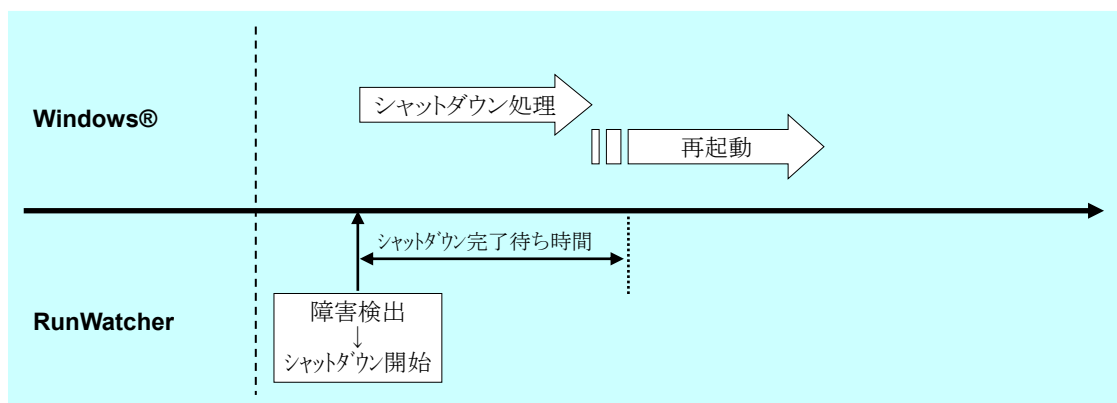 Windows®
シャットダウン処理
再起動
シャットダウン完了待ち時間
RunWatcher
障害検出
↓
シャットダウン開始